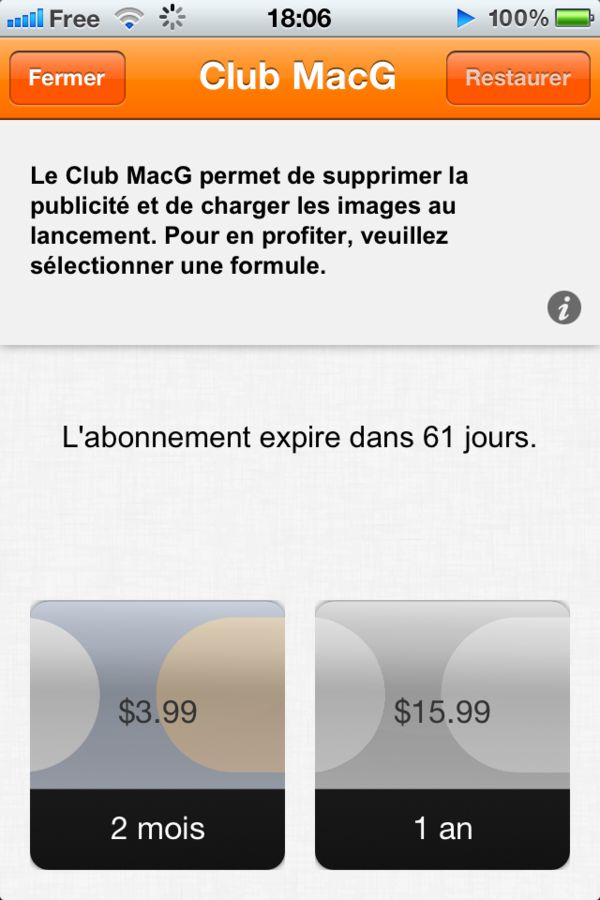 Free 18:06 100%
Fermer Club MacG Restaurer
Le Club MacG permet de supprimer la
publicité et de charger les images au
lancement. Pour en profiter, veuillez
sélectionner une formule.
i
L'abonnement expire dans 61 jours.
$3.99 $15.99
2 mois 1 an